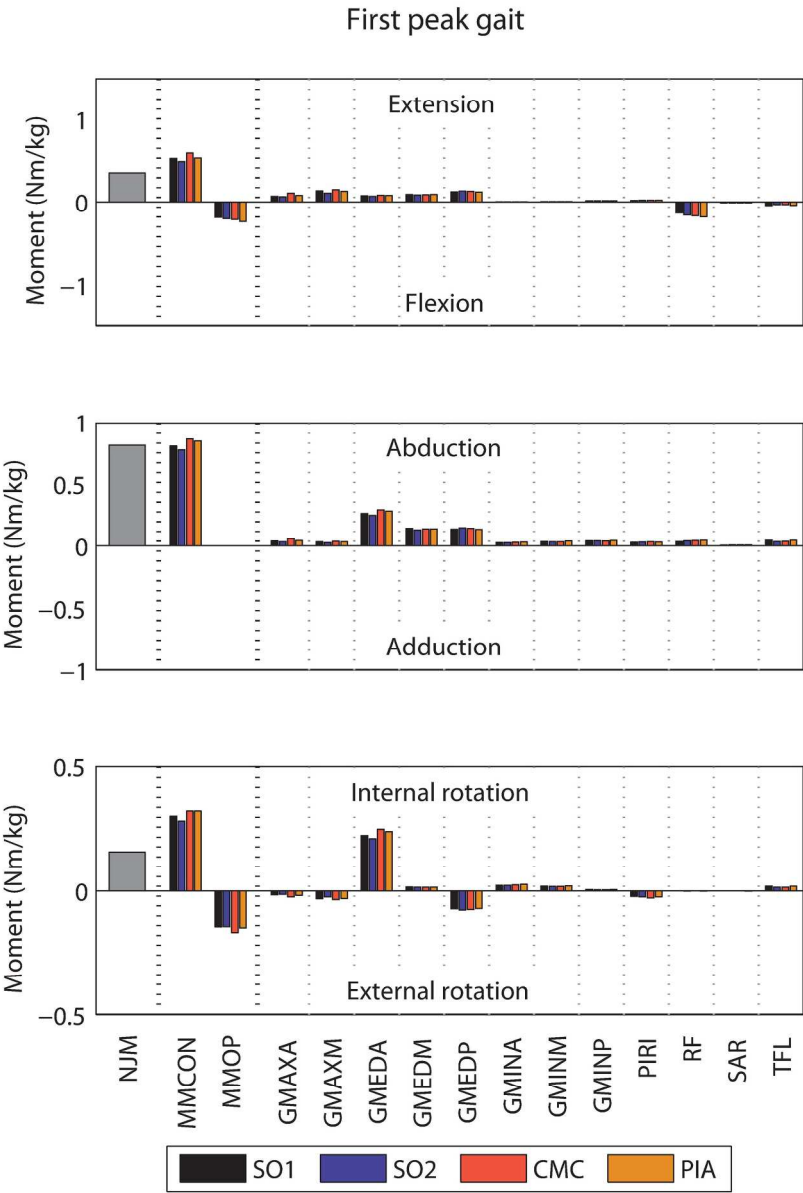 First peak gait
Extension
1
0
−1
Moment (Nm/kg)
Flexion
Abduction
1
0.5
0
−0.5
−1
Moment (Nm/kg)
Adduction
0.5
0
−0.5
Moment (Nm/kg)
Internal rotation
External rotation
NJM
MMCON
MMOP
GMAXA
GMAXM
GMEDA
GMEDM
GMEDP
GMINA
GMINM
GMINP
PIRI
RF
SAR
TFL
SO1 SO2 CMC PIA